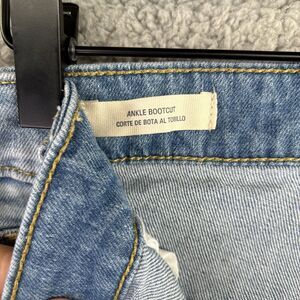 ANKLE BOOTCUT
CORTE DE BOTA AL TOBILLO